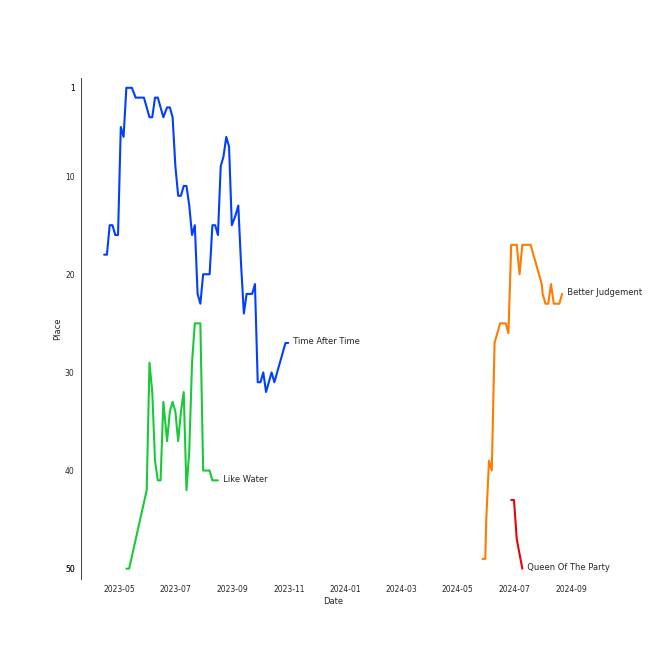 1
10
20
30
40
50
Place
Time After Time
Like Water
Better Judgement
Queen Of The Party
2023-05 2023-07 2023-09 2023-11 2024-01 2024-03 2024-05 2024-07 2024-09
Date